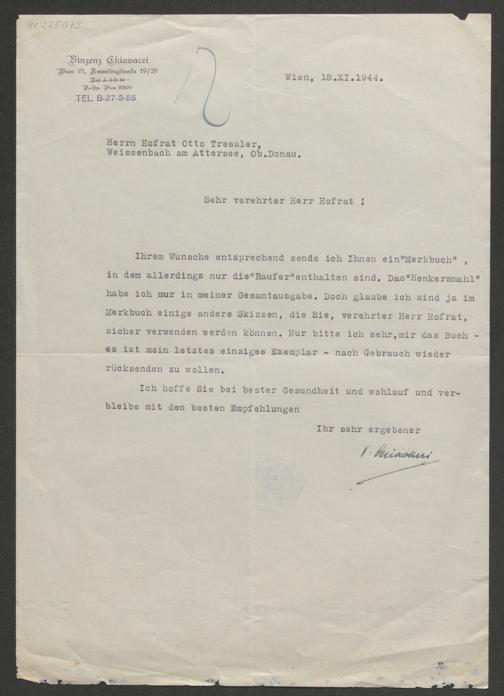 HN 225075
Vinzenz Chiavacci
Wien VI, Amerlingstraße 19/29
TEL. B-27-3-55
Wien, 18.XI.1944.
Herrn Hofrat Otto Tressler,
Weissenbach am Attersee, Ob.Donau.
Sehr verehrter Herr Hofrat !
Ihrem Wunsche entsprechend sende ich Ihnen ein"Merkbuch" ,
in dem allerdings nur die"Raufer"enthalten sind. Das"Henkersmahl"
habe ich nur in meiner Gesamtausgabe. Doch glaube ich sind ja im
Merkbuch einige andere Skizzen, die Sie, verehrter Herr Hofrat,
sicher verwenden werden können. Nur bitte ich sehr,mir das Buch -
es ist mein letztes einziges Exemplar - nach Gebrauch wieder
rücksenden zu wollen.
Ich hoffe Sie bei bester Gesundheit und wohlauf und ver-
bleibe mit den besten Empfehlungen
Ihr sehr ergebener
V. Chiavacci